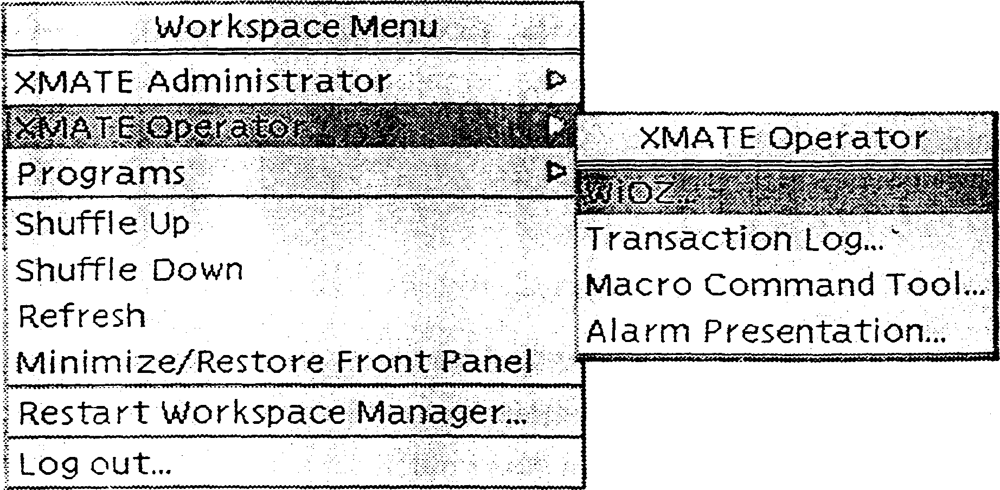 Workspace Menu
XMATE Administrator
XMATE Operator
Programs
Shuffle Up
Shuffle Down
Refresh
Minimize/Restore Front Panel
Restart Workspace Manager...
Log out...
XMATE Operator
WiOZ...
Transaction Log...
Macro Command Tool...
Alarm Presentation...